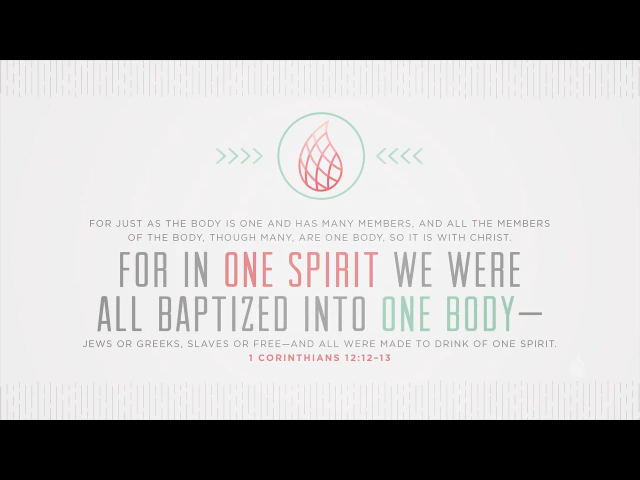 FOR JUST AS THE BODY IS ONE AND HAS MANY MEMBERS, AND ALL THE MEMBERS
OF THE BODY, THOUGH MANY, ARE ONE BODY, SO IT IS WITH CHRIST.
FOR IN ONE SPIRIT WE WERE
ALL BAPTIZED INTO ONE BODY—
JEWS OR GREEKS, SLAVES OR FREE—AND ALL WERE MADE TO DRINK OF ONE SPIRIT.
1 CORINTHIANS 12:12–13